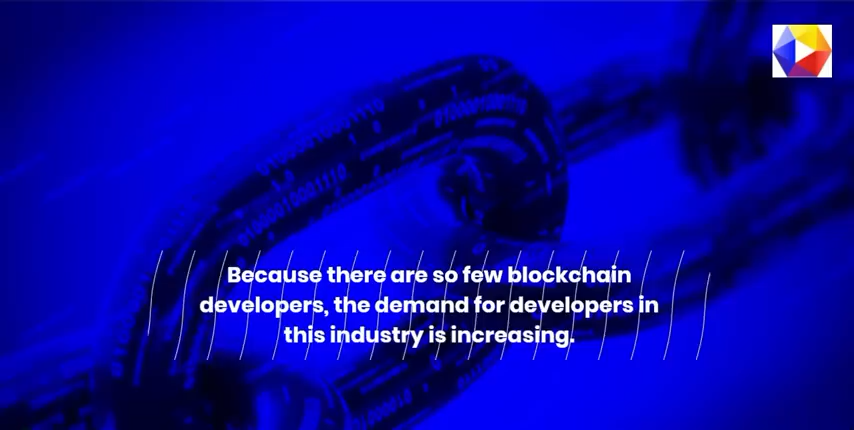 Because there are so few blockchain
developers, the demand for developers in
this industry is increasing.